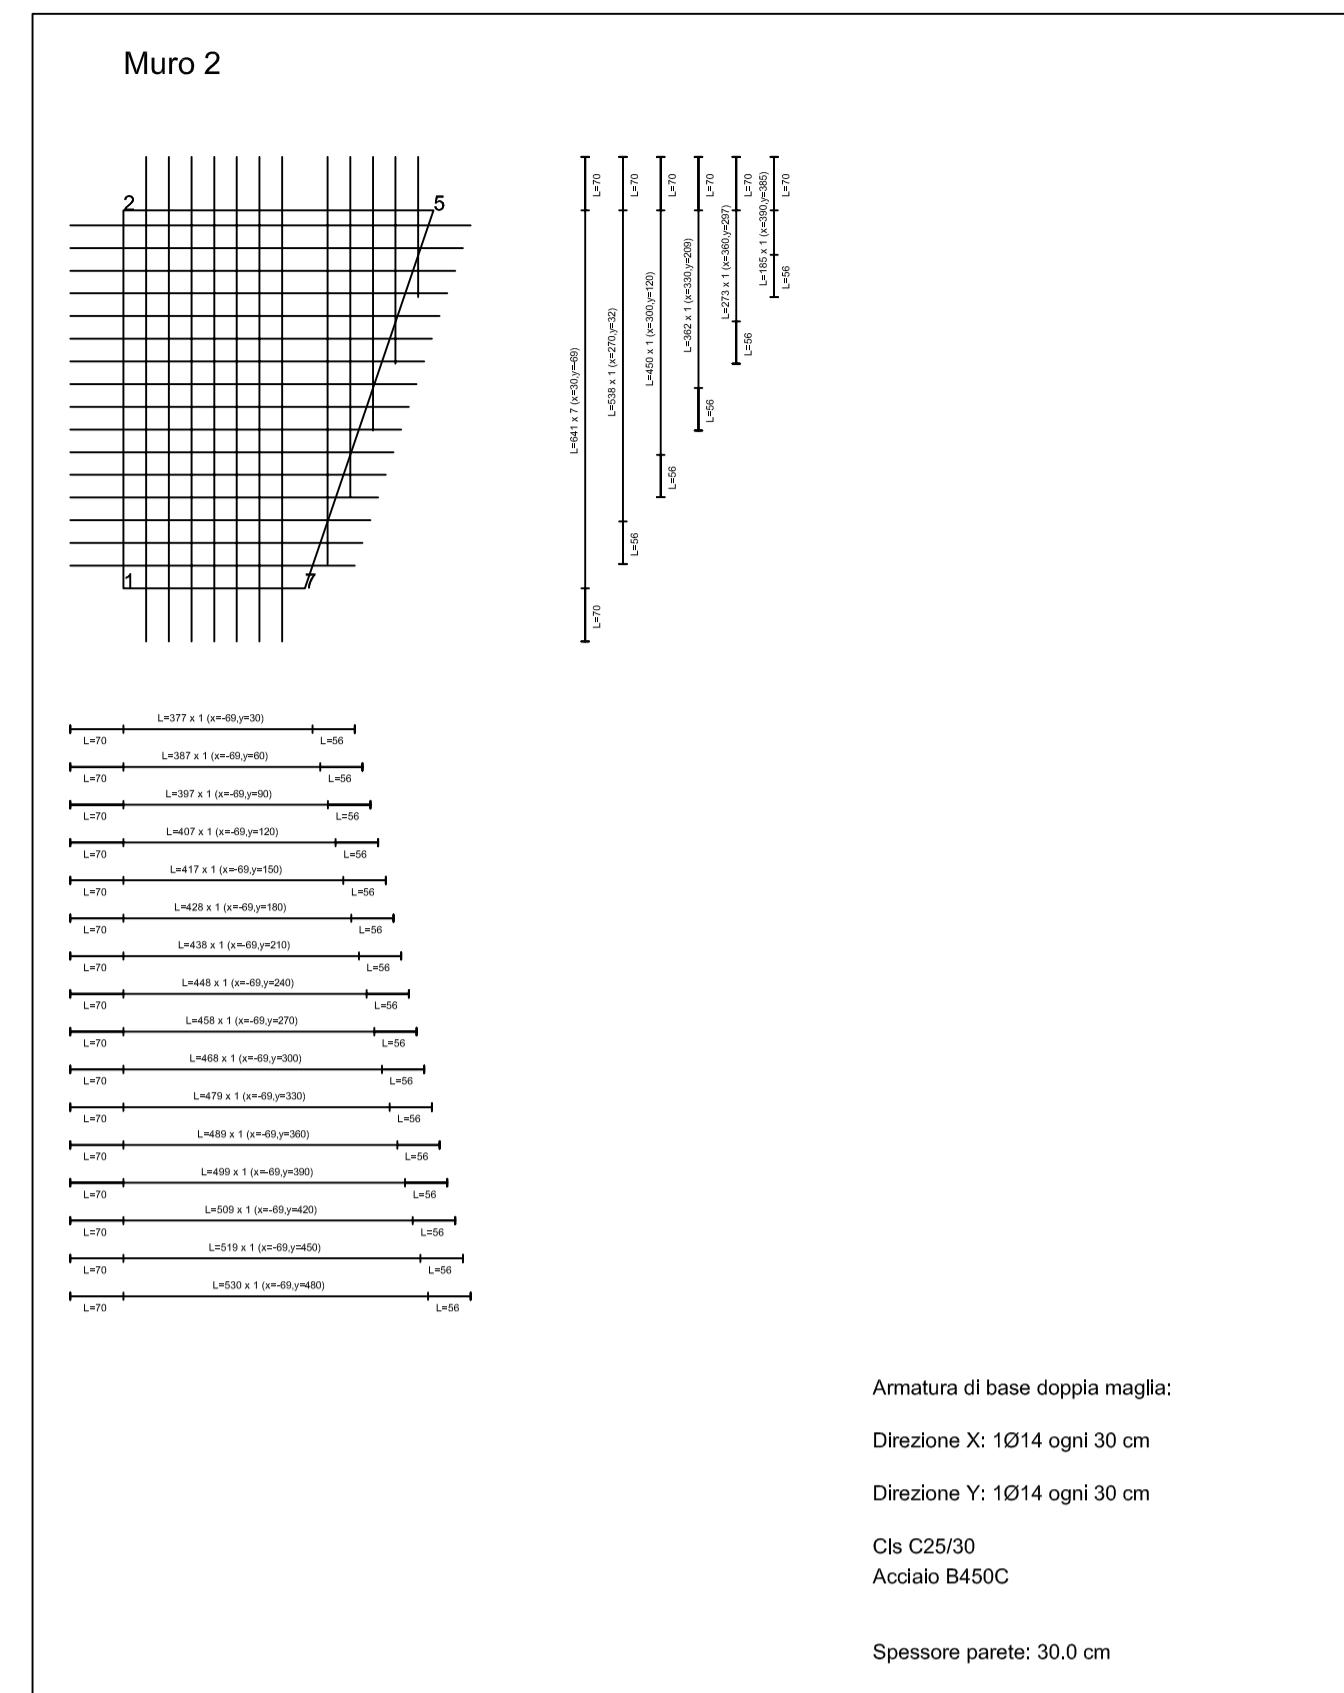 Muro 2
2
5
1
7
L=70
L=641 x 7 (x=30,y=-69)
L=70
L=70
L=538 x 1 (x=270,y=32)
L=56
L=70
L=450 x 1 (x=300,y=120)
L=56
L=70
L=362 x 1 (x=330,y=209)
L=56
L=70
L=273 x 1 (x=360,y=297)
L=56
L=70
L=185 x 1 (x=390,y=385)
L=56
L=377 x 1 (x=-69,y=30)
L=70 L=56
L=387 x 1 (x=-69,y=60)
L=70 L=56
L=397 x 1 (x=-69,y=90)
L=70 L=56
L=407 x 1 (x=-69,y=120)
L=70 L=56
L=417 x 1 (x=-69,y=150)
L=70 L=56
L=428 x 1 (x=-69,y=180)
L=70 L=56
L=438 x 1 (x=-69,y=210)
L=70 L=56
L=448 x 1 (x=-69,y=240)
L=70 L=56
L=458 x 1 (x=-69,y=270)
L=70 L=56
L=468 x 1 (x=-69,y=300)
L=70 L=56
L=479 x 1 (x=-69,y=330)
L=70 L=56
L=489 x 1 (x=-69,y=360)
L=70 L=56
L=499 x 1 (x=-69,y=390)
L=70 L=56
L=509 x 1 (x=-69,y=420)
L=70 L=56
L=519 x 1 (x=-69,y=450)
L=70 L=56
L=530 x 1 (x=-69,y=480)
L=70 L=56
Armatura di base doppia maglia:
Direzione X: 1Ø14 ogni 30 cm
Direzione Y: 1Ø14 ogni 30 cm
Cls C25/30
Acciaio B450C
Spessore parete: 30.0 cm